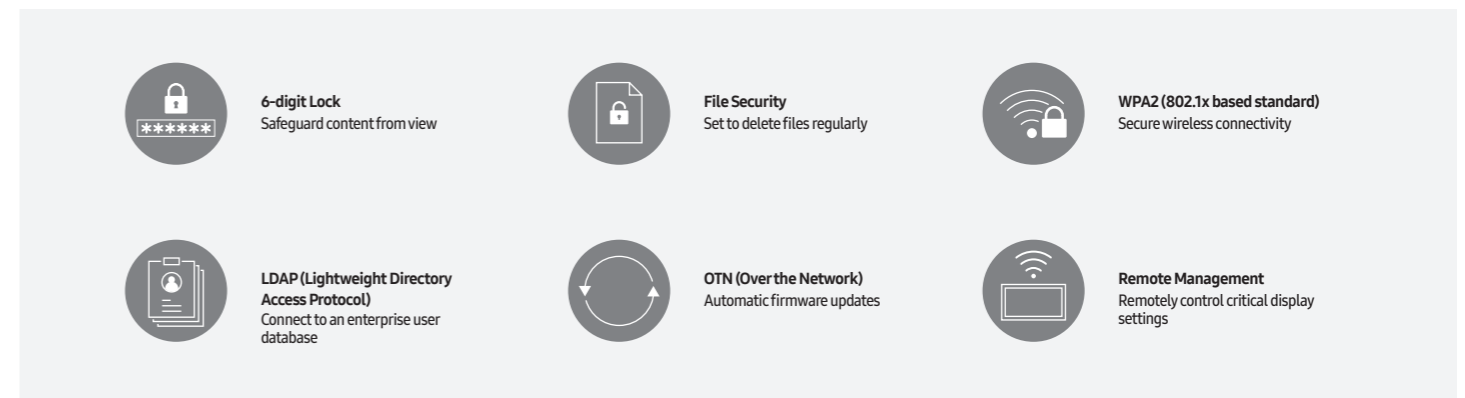 ******
6-digit Lock
Safeguard content from view
File Security
Set to delete files regularly
WPA2 (802.1x based standard)
Secure wireless connectivity
LDAP (Lightweight Directory
Access Protocol)
Connect to an enterprise user
database
OTN (Over the Network)
Automatic firmware updates
Remote Management
Remotely control critical display
settings